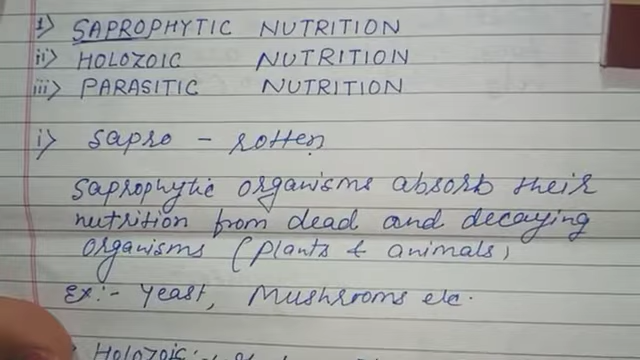 i) SAPROPHYTIC NUTRITION
ii) HOLOZOIC NUTRITION
iii) PARASITIC NUTRITION
i) Sapro - rotten
Saprophytic organisms absorb their
nutrition from dead and decaying
organisms (plants & animals)
Ex:- Yeast, Mushrooms etc.
Holozoic: